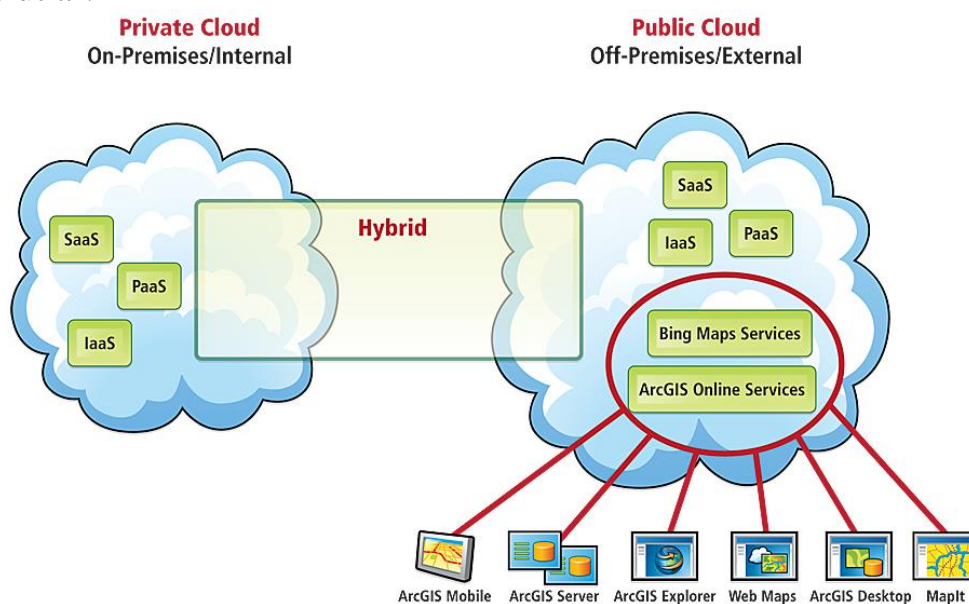 Private Cloud
On-Premises/Internal
Public Cloud
Off-Premises/External
SaaS
PaaS
IaaS
Hybrid
SaaS
IaaS
PaaS
Bing Maps Services
ArcGIS Online Services
ArcGIS Mobile
ArcGIS Server
ArcGIS Explorer
Web Maps
ArcGIS Desktop
MapIt